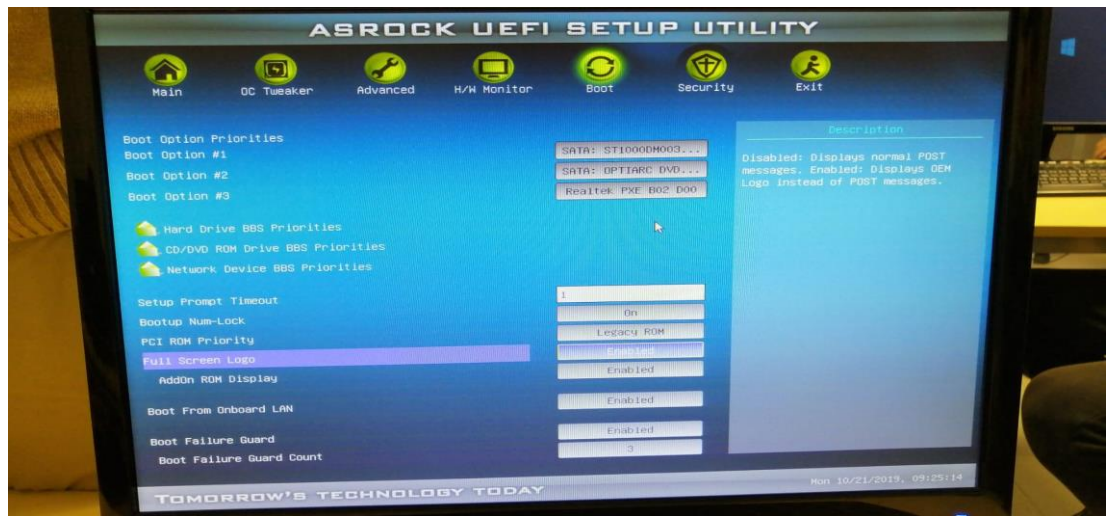 ASROCK UEFI SETUP UTILITY
Main OC Tweaker Advanced H/W Monitor Boot Security Exit
Boot Option Priorities
Boot Option #1 SATA: ST1000DM003...
Boot Option #2 SATA: OPTIARC DVD...
Boot Option #3 Realtek PXE B02 D00
Hard Drive BBS Priorities
CD/DVD ROM Drive BBS Priorities
Network Device BBS Priorities
Setup Prompt Timeout 1
Bootup Num-Lock On
PCI ROM Priority Legacy ROM
Full Screen Logo Enabled
AddOn ROM Display Enabled
Boot From Onboard LAN Enabled
Boot Failure Guard Enabled
Boot Failure Guard Count 3
Description
Disabled: Displays normal POST
messages. Enabled: Displays OEM
Logo instead of POST messages.
TOMORROW'S TECHNOLOGY TODAY
Mon 10/21/2019, 09:25:14